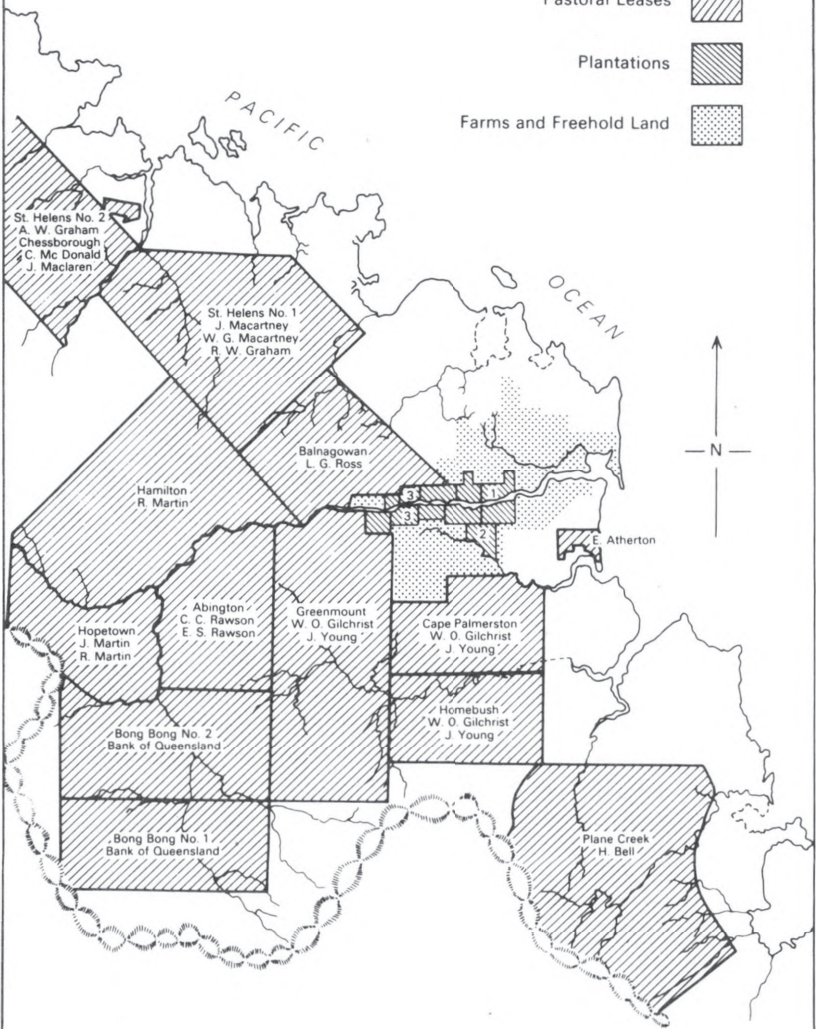 Pastoral Leases
Plantations
Farms and Freehold Land
PACIFIC
OCEAN
St. Helens No. 2
A. W. Graham
Chessborough
C. Mc Donald
J. Maclaren
St. Helens No. 1
J. Macartney
W. G. Macartney
R. W. Graham
Balnagowan
L. G. Ross
N
Hamilton
R. Martin
3
1
3
2
E. Atherton
Hopetown
J. Martin
R. Martin
Abington
C. C. Rawson
E. S. Rawson
Greenmount
W. O. Gilchrist
J. Young
Cape Palmerston
W. O. Gilchrist
J. Young
Homebush
W. O. Gilchrist
J. Young
Bong Bong No. 2
Bank of Queensland
Bong Bong No. 1
Bank of Queensland
Plane Creek
H. Bell